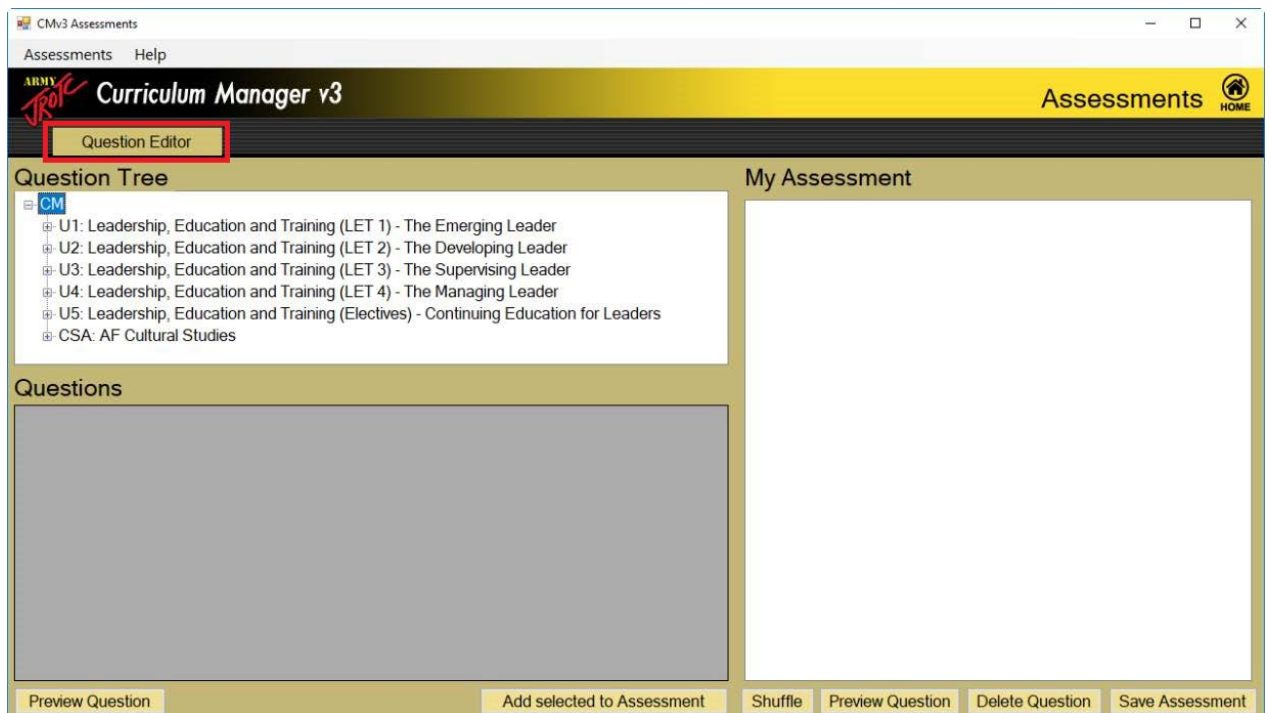 CMv3 Assessments
Assessments Help
ARMY JROTC Curriculum Manager v3
Assessments HOME
Question Editor
Question Tree
CM
U1: Leadership, Education and Training (LET 1) - The Emerging Leader
U2: Leadership, Education and Training (LET 2) - The Developing Leader
U3: Leadership, Education and Training (LET 3) - The Supervising Leader
U4: Leadership, Education and Training (LET 4) - The Managing Leader
U5: Leadership, Education and Training (Electives) - Continuing Education for Leaders
CSA: AF Cultural Studies
Questions
My Assessment
Preview Question Add selected to Assessment Shuffle Preview Question Delete Question Save Assessment